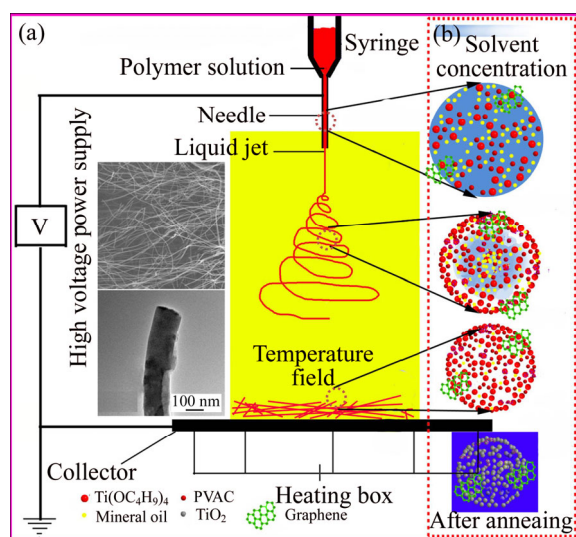 (a)
Syringe
Polymer solution
Needle
Liquid jet
V
High voltage power supply
100 nm
Temperature
field
Collector
Heating box
Ti(OC4H9)4
PVAC
Mineral oil
TiO2
Graphene
(b)
Solvent
concentration
After anneaing